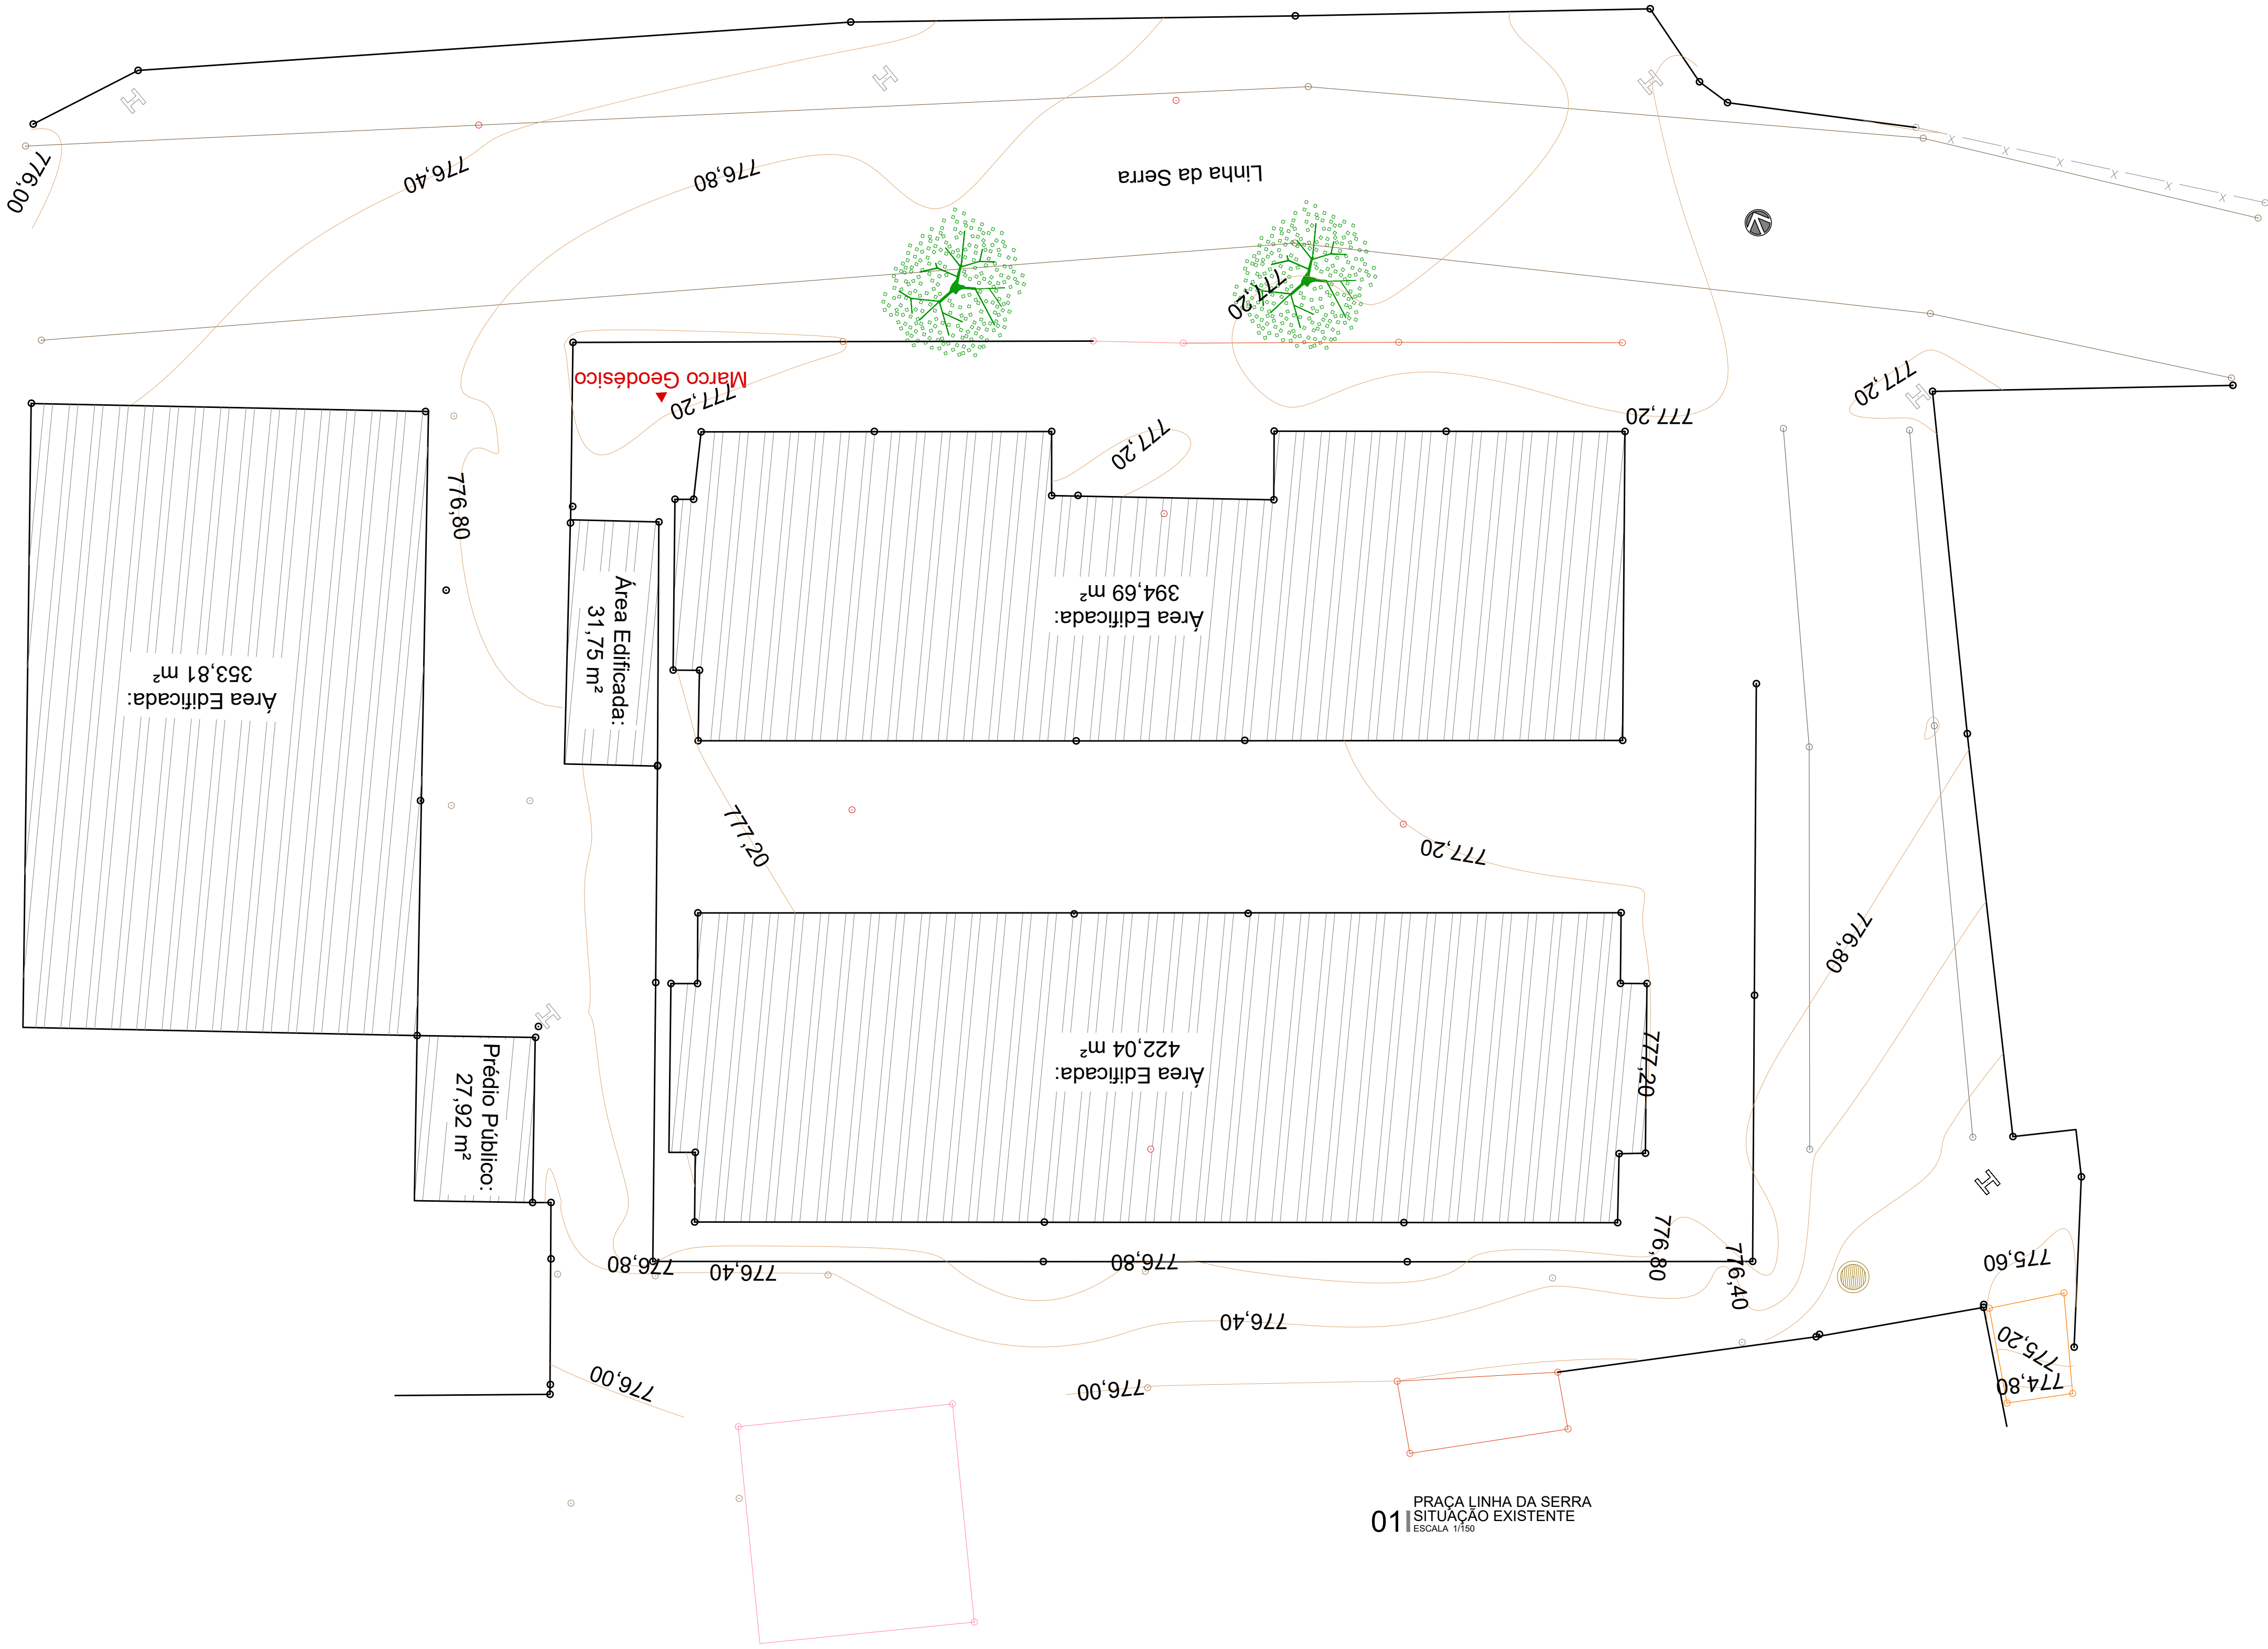 776,00
776,40
776,80
Linha da Serra
777,20
Marco Geodésico
777,20
777,20
777,20
777,20
776,80
Área Edificada:
31,75 m²
Área Edificada:
394,69 m²
Área Edificada:
353,81 m²
777,20
777,20
776,80
Prédio Público:
27,92 m²
Área Edificada:
422,04 m²
777,20
776,80
776,40
776,80
776,80
776,40
775,60
776,40
775,20
774,80
776,00
776,00
01
PRAÇA LINHA DA SERRA
SITUAÇÃO EXISTENTE
ESCALA 1/150